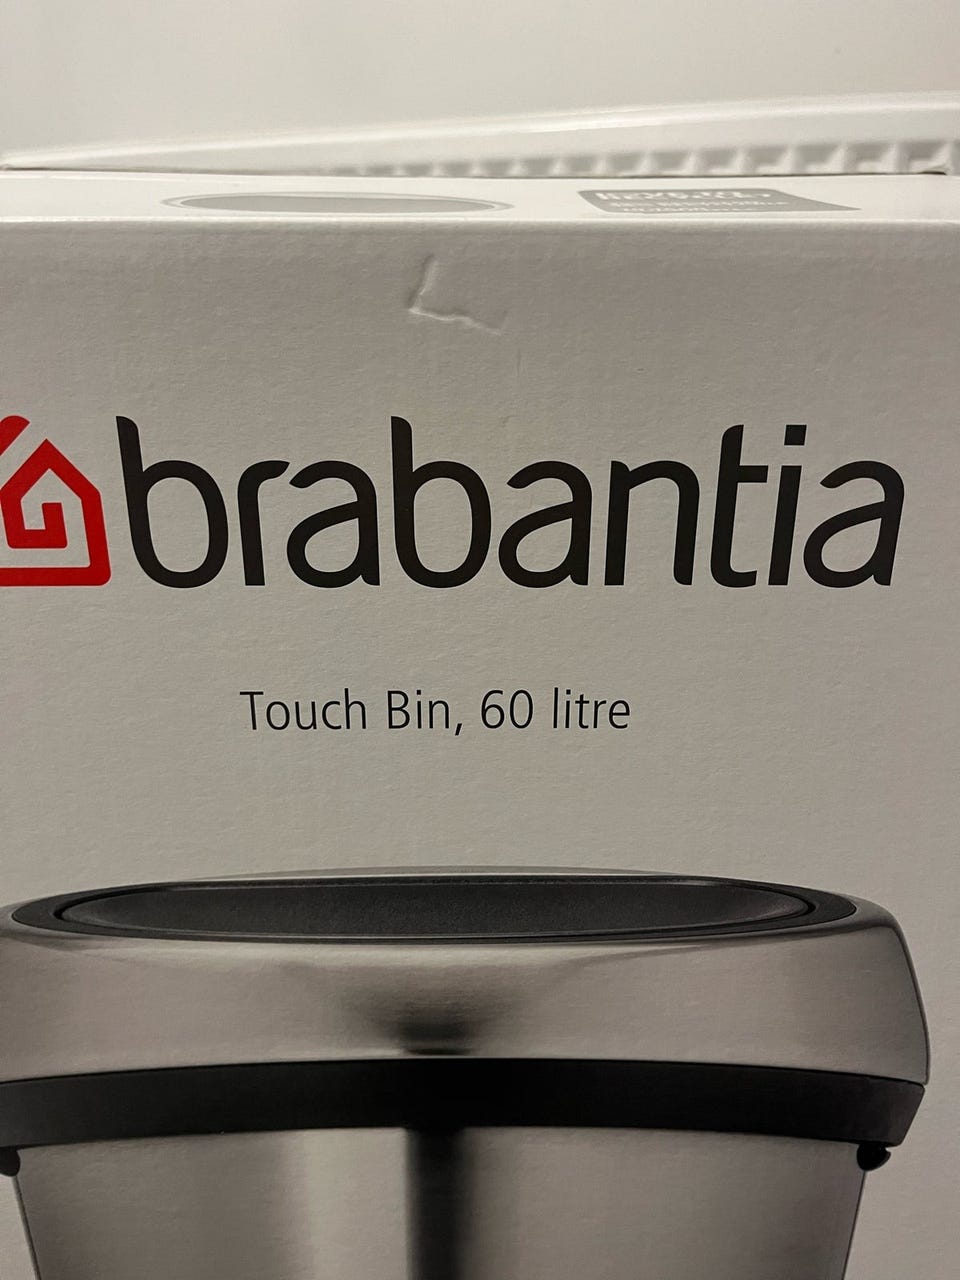 brabantia
Touch Bin, 60 litre